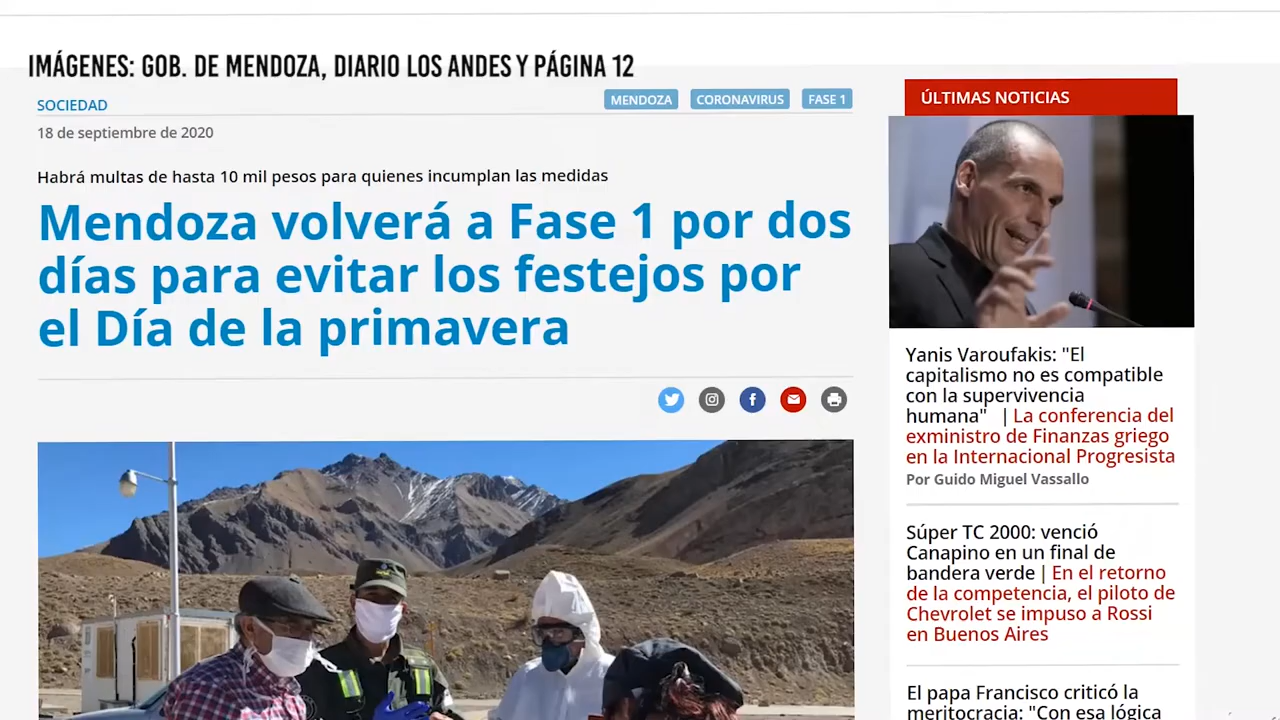 IMÁGENES: GOB. DE MENDOZA, DIARIO LOS ANDES Y PÁGINA 12
SOCIEDAD
MENDOZA
CORONAVIRUS
FASE 1
18 de septiembre de 2020
Habrá multas de hasta 10 mil pesos para quienes incumplan las medidas
Mendoza volverá a Fase 1 por dos
días para evitar los festejos por
el Día de la primavera
ÚLTIMAS NOTICIAS
Yanis Varoufakis: "El
capitalismo no es compatible
con la supervivencia
humana" | La conferencia del
exministro de Finanzas griego
en la Internacional Progresista
Por Guido Miguel Vassallo
Súper TC 2000: venció
Canapino en un final de
bandera verde | En el retorno
de la competencia, el piloto de
Chevrolet se impuso a Rossi
en Buenos Aires
El papa Francisco criticó la
meritocracia: "Con esa lógica